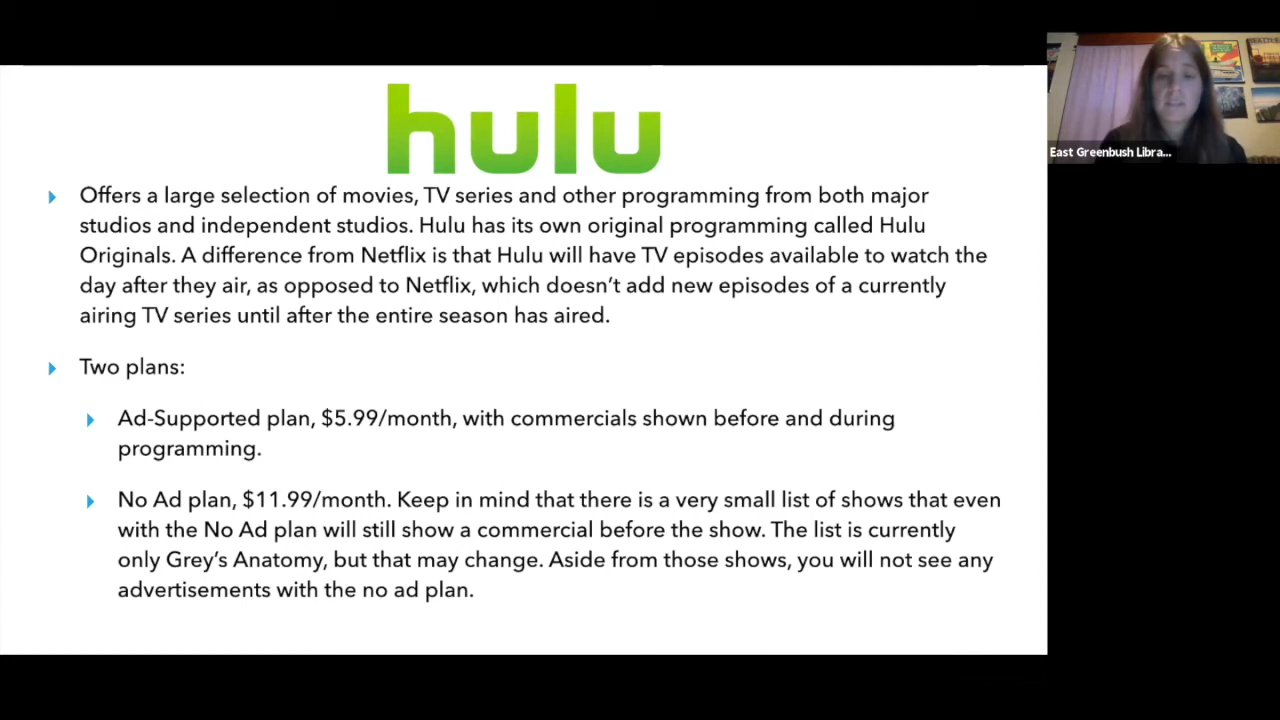 hulu
Offers a large selection of movies, TV series and other programming from both major
studios and independent studios. Hulu has its own original programming called Hulu
Originals. A difference from Netflix is that Hulu will have TV episodes available to watch the
day after they air, as opposed to Netflix, which doesn’t add new episodes of a currently
airing TV series until after the entire season has aired.
Two plans:
Ad-Supported plan, $5.99/month, with commercials shown before and during
programming.
No Ad plan, $11.99/month. Keep in mind that there is a very small list of shows that even
with the No Ad plan will still show a commercial before the show. The list is currently
only Grey’s Anatomy, but that may change. Aside from those shows, you will not see any
advertisements with the no ad plan.
East Greenbush Libra...